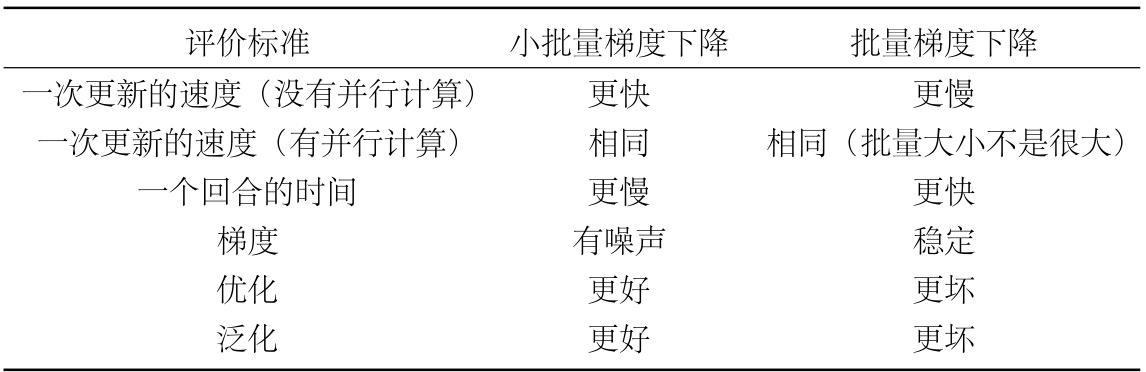 评价标准 小批量梯度下降 批量梯度下降
一次更新的速度（没有并行计算） 更快 更慢
一次更新的速度（有并行计算） 相同 相同（批量大小不是很大）
一个回合的时间 更慢 更快
梯度 有噪声 稳定
优化 更好 更坏
泛化 更好 更坏